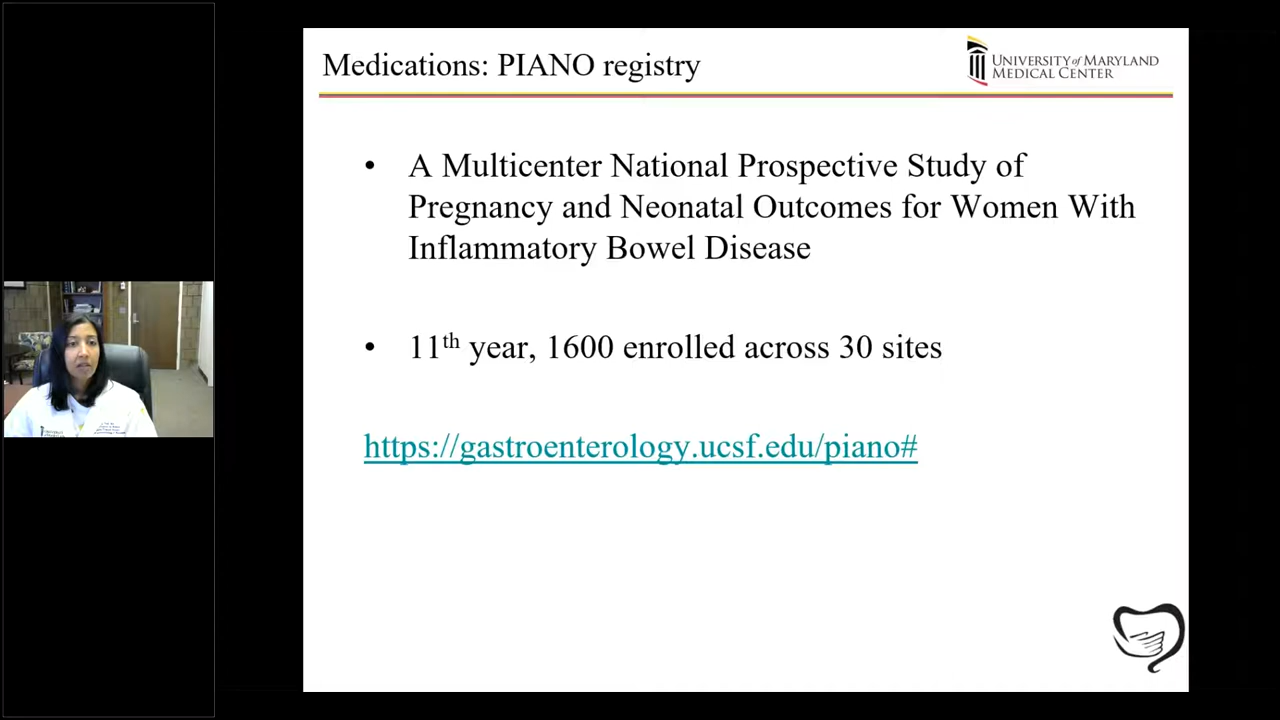 Medications: PIANO registry
UNIVERSITY of MARYLAND
MEDICAL CENTER
• A Multicenter National Prospective Study of
Pregnancy and Neonatal Outcomes for Women With
Inflammatory Bowel Disease
• 11th year, 1600 enrolled across 30 sites
https://gastroenterology.ucsf.edu/piano#